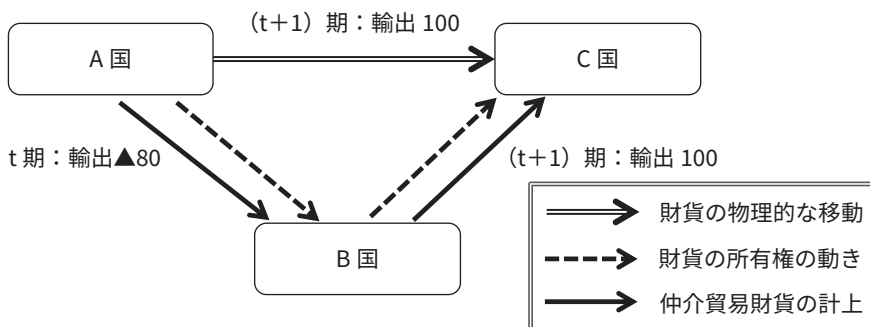 （t＋1）期：輸出 100
A 国
C 国
t 期：輸出▲80
（t＋1）期：輸出 100
B 国
財貨の物理的な移動
財貨の所有権の動き
仲介貿易財貨の計上